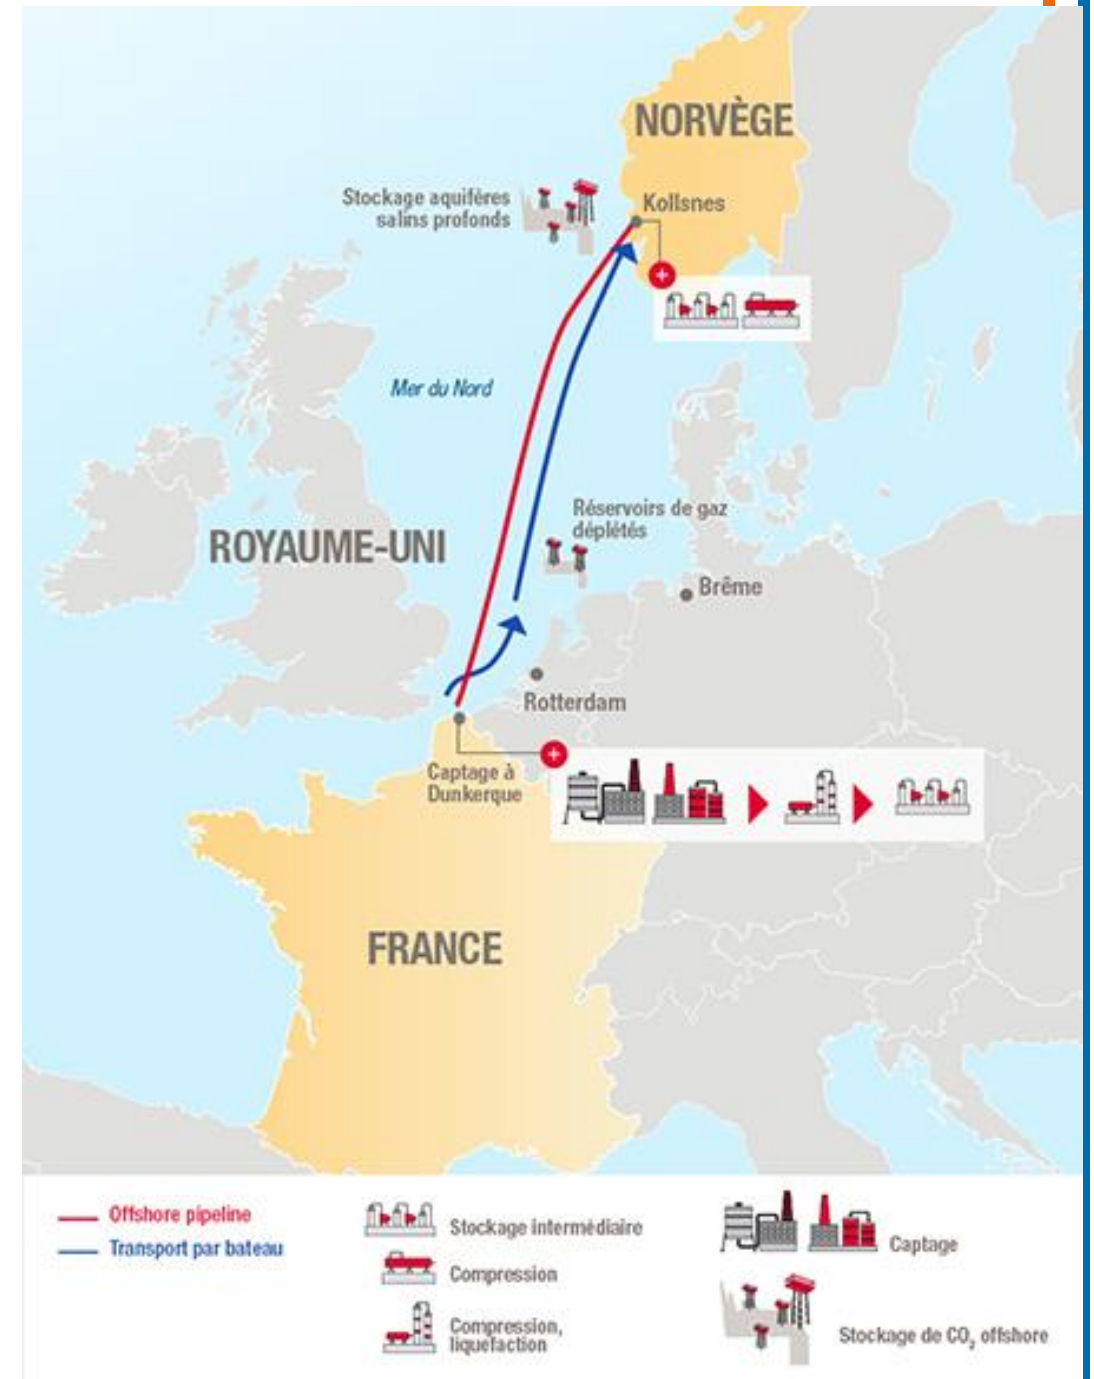 NORVÈGE
Stockage aquifères
salins profonds
Kollsnes
Mer du Nord
Réservoirs de gaz
déplétés
ROYAUME-UNI
Brême
Rotterdam
Captage à
Dunkerque
FRANCE
Offshore pipeline
Transport par bateau
Stockage intermédiaire
Compression
Compression,
liquefaction
Captage
Stockage de CO₂ offshore